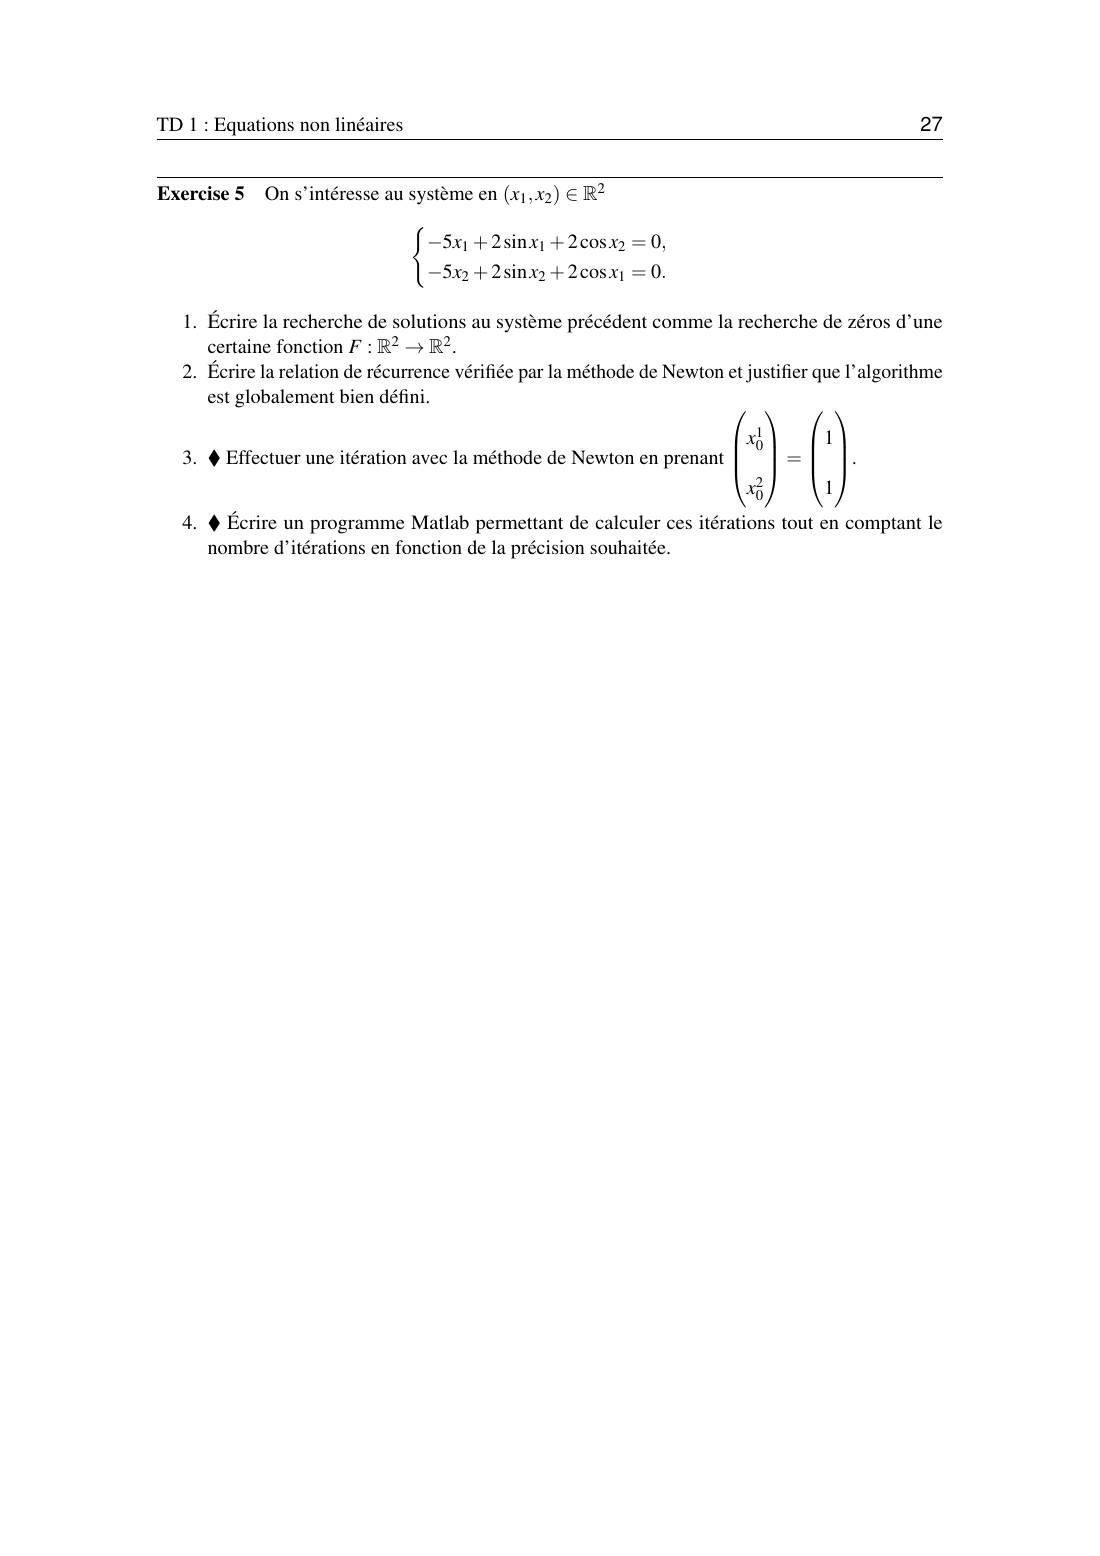 TD 1 : Equations non linéaires 27
Exercise 5 On s'intéresse au système en (x₁,x₂) ∈ ℝ²
−5x₁ + 2 sin x₁ + 2 cos x₂ = 0,
−5x₂ + 2 sin x₂ + 2 cos x₁ = 0.
1. Écrire la recherche de solutions au système précédent comme la recherche de zéros d'une
certaine fonction F : ℝ² → ℝ².
2. Écrire la relation de récurrence vérifiée par la méthode de Newton et justifier que l'algorithme
est globalement bien défini.
3. ♦ Effectuer une itération avec la méthode de Newton en prenant (x₀¹ x₀²) = (1 1).
4. ♦ Écrire un programme Matlab permettant de calculer ces itérations tout en comptant le
nombre d'itérations en fonction de la précision souhaitée.